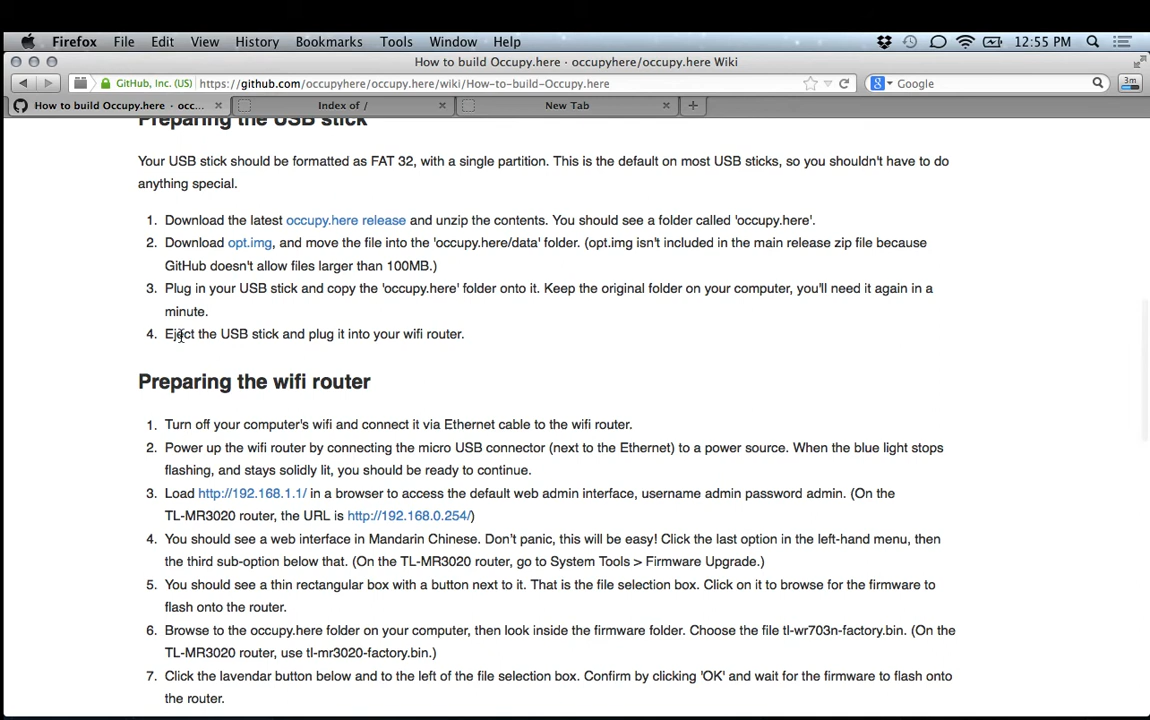 Firefox File Edit View History Bookmarks Tools Window Help 12:55 PM
How to build Occupy.here · occupyhere/occupy.here Wiki
GitHub, Inc. (US) https://github.com/occupyhere/occupy.here/wiki/How-to-build-Occupy.here Google 3m
How to build Occupy.here · occ... Index of / New Tab
Preparing the USB stick
Your USB stick should be formatted as FAT 32, with a single partition. This is the default on most USB sticks, so you shouldn't have to do
anything special.
1. Download the latest occupy.here release and unzip the contents. You should see a folder called 'occupy.here'.
2. Download opt.img, and move the file into the 'occupy.here/data' folder. (opt.img isn't included in the main release zip file because
GitHub doesn't allow files larger than 100MB.)
3. Plug in your USB stick and copy the 'occupy.here' folder onto it. Keep the original folder on your computer, you'll need it again in a
minute.
4. Eject the USB stick and plug it into your wifi router.
Preparing the wifi router
1. Turn off your computer's wifi and connect it via Ethernet cable to the wifi router.
2. Power up the wifi router by connecting the micro USB connector (next to the Ethernet) to a power source. When the blue light stops
flashing, and stays solidly lit, you should be ready to continue.
3. Load http://192.168.1.1/ in a browser to access the default web admin interface, username admin password admin. (On the
TL-MR3020 router, the URL is http://192.168.0.254/)
4. You should see a web interface in Mandarin Chinese. Don't panic, this will be easy! Click the last option in the left-hand menu, then
the third sub-option below that. (On the TL-MR3020 router, go to System Tools > Firmware Upgrade.)
5. You should see a thin rectangular box with a button next to it. That is the file selection box. Click on it to browse for the firmware to
flash onto the router.
6. Browse to the occupy.here folder on your computer, then look inside the firmware folder. Choose the file tl-wr703n-factory.bin. (On the
TL-MR3020 router, use tl-mr3020-factory.bin.)
7. Click the lavendar button below and to the left of the file selection box. Confirm by clicking 'OK' and wait for the firmware to flash onto
the router.